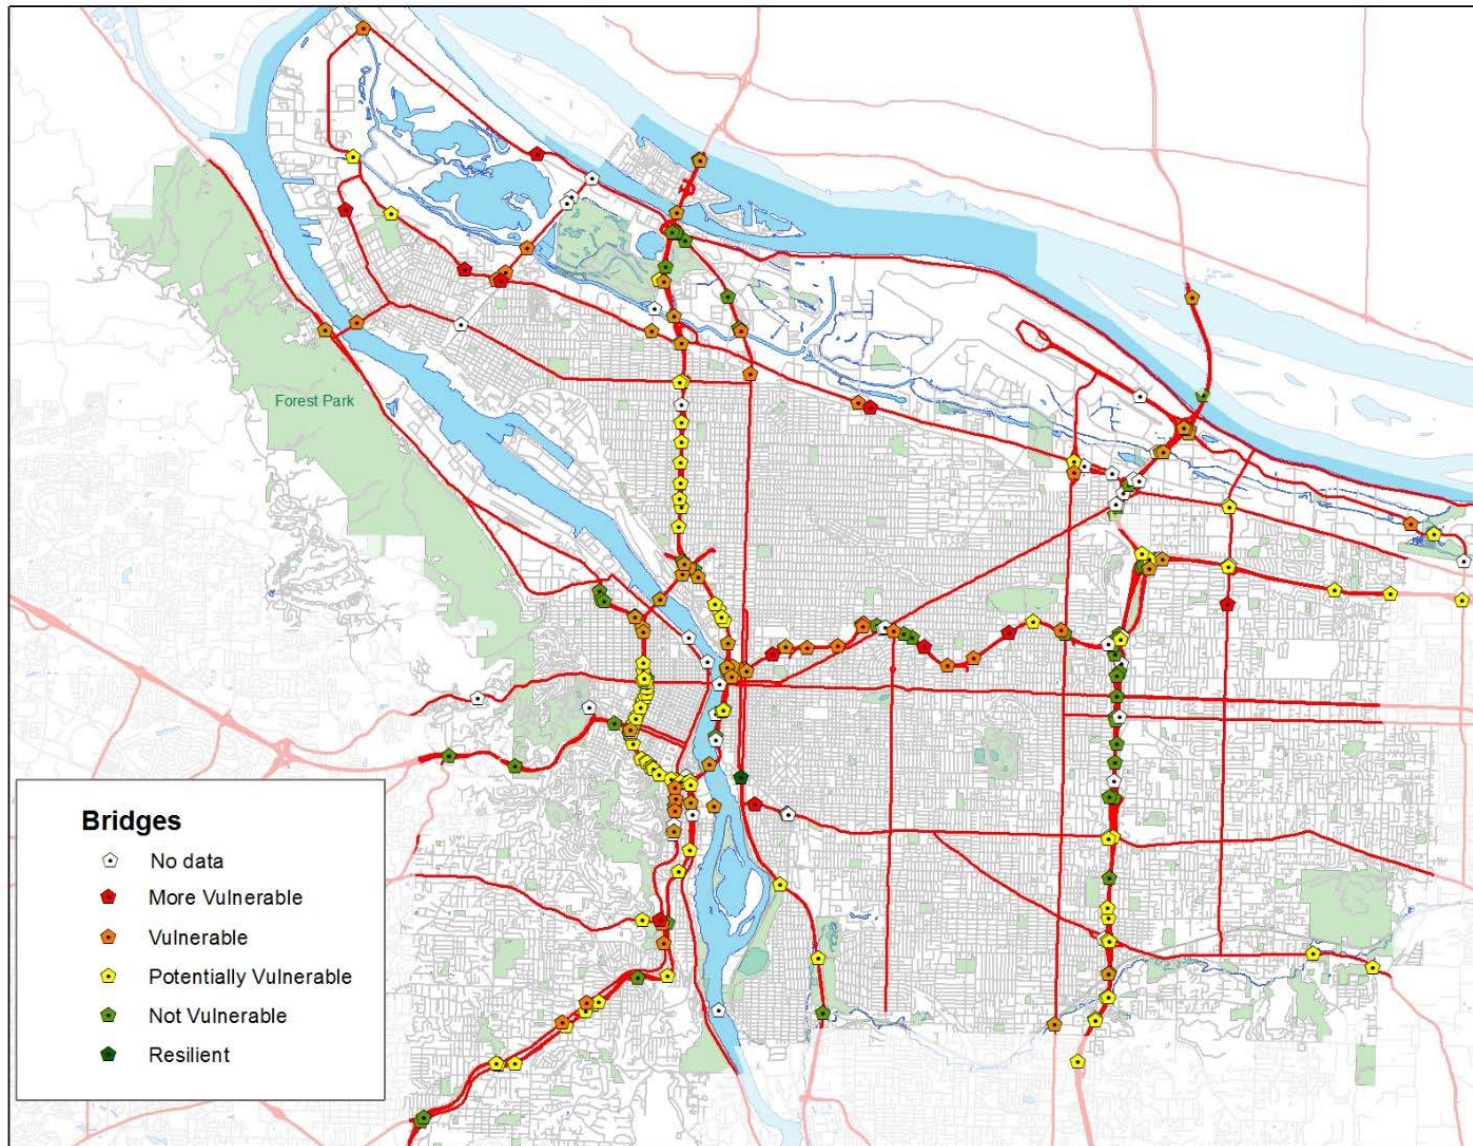 Forest Park
Bridges
No data
More Vulnerable
Vulnerable
Potentially Vulnerable
Not Vulnerable
Resilient